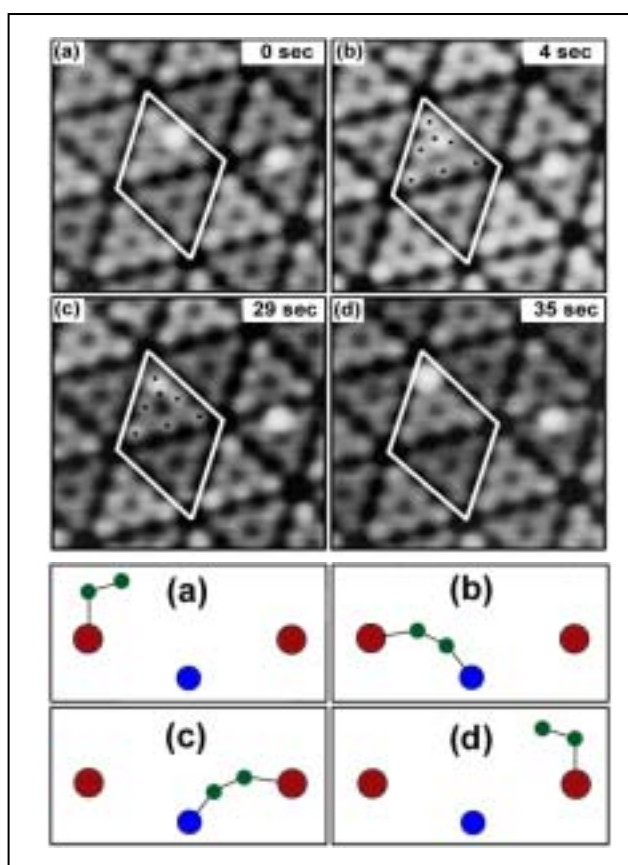 (a) 0 sec
(b) 4 sec
(c) 29 sec
(d) 35 sec
(a)
(b)
(c)
(d)